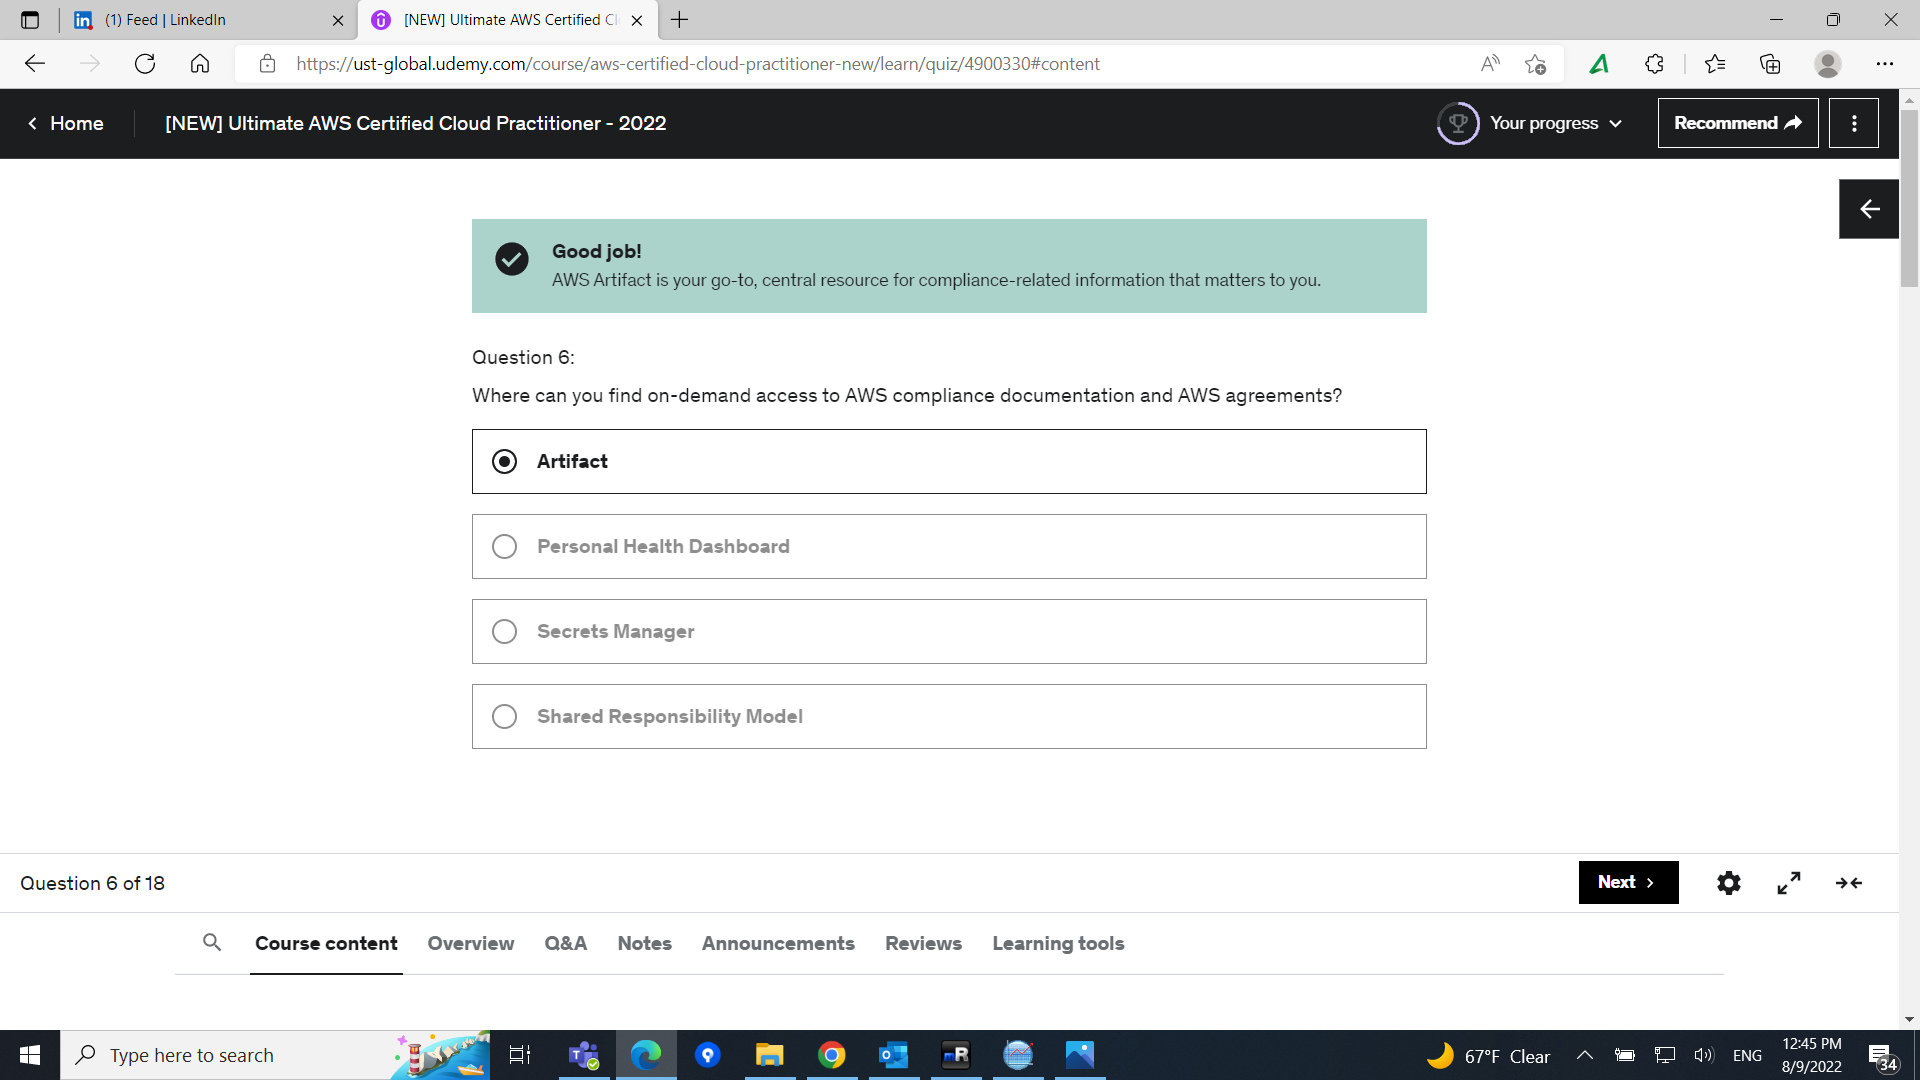 (1) Feed | LinkedIn
[NEW] Ultimate AWS Certified Cl
https://ust-global.udemy.com/course/aws-certified-cloud-practitioner-new/learn/quiz/4900330#content
Home
[NEW] Ultimate AWS Certified Cloud Practitioner - 2022
Your progress
Recommend
Good job!
AWS Artifact is your go-to, central resource for compliance-related information that matters to you.
Question 6:
Where can you find on-demand access to AWS compliance documentation and AWS agreements?
Artifact
Personal Health Dashboard
Secrets Manager
Shared Responsibility Model
Question 6 of 18
Next
Course content
Overview
Q&A
Notes
Announcements
Reviews
Learning tools
Type here to search
67°F Clear
ENG
12:45 PM
8/9/2022
34